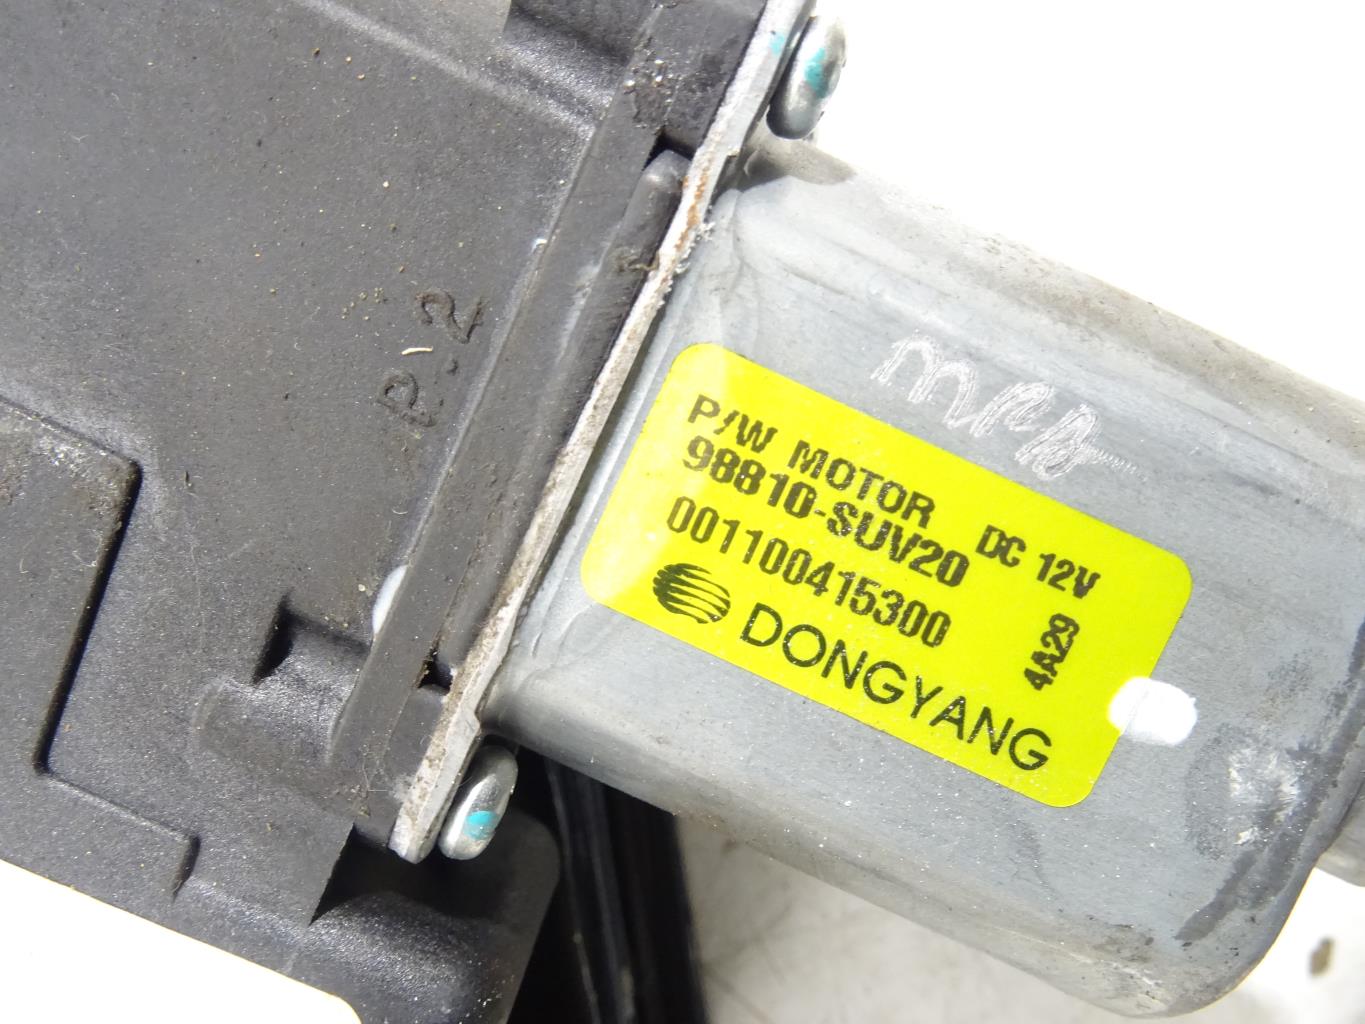 P.2
P/W MOTOR DC 12V
98810-SUV20
001100415300
4A29
DONGYANG